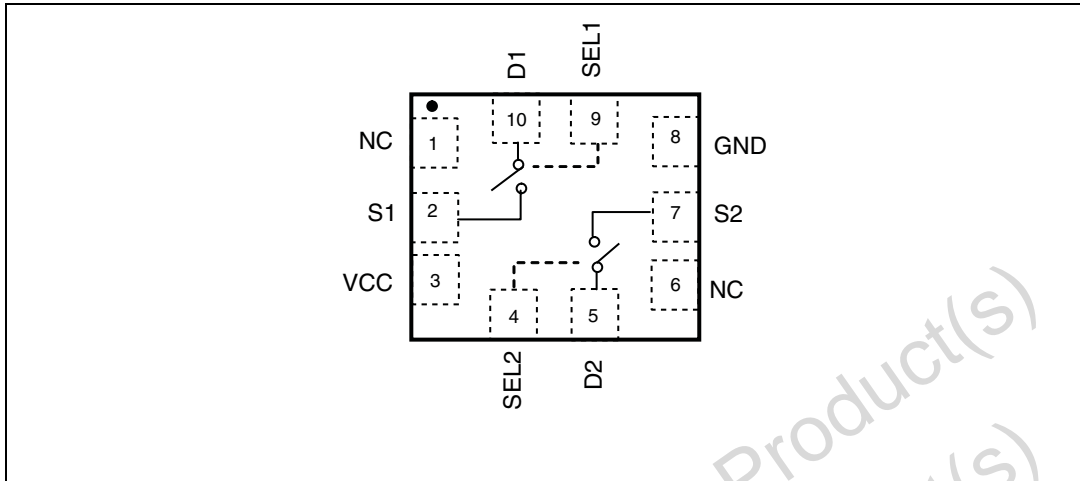 D1
SEL1
10
9
NC
1
8
GND
S1
2
7
S2
VCC
3
6
NC
4
5
SEL2
D2
Product(s)